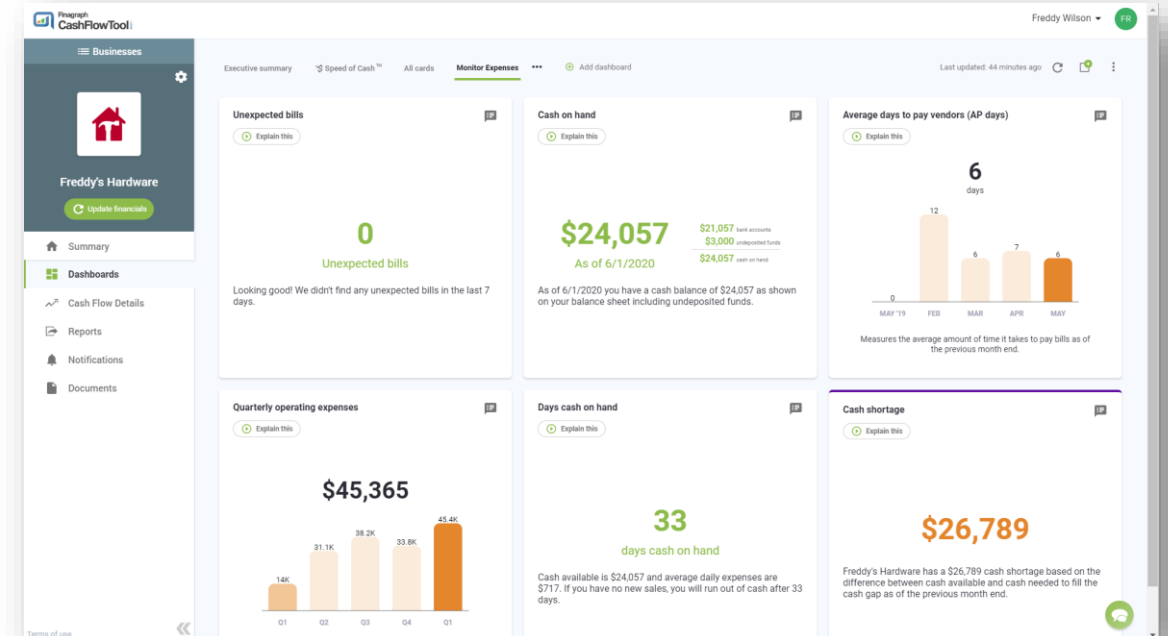 Finagraph
CashFlowTool
Freddy Wilson
FR
Businesses
Freddy's Hardware
Update financials
Summary
Dashboards
Cash Flow Details
Reports
Notifications
Documents
Terms of use
Executive summary
Speed of Cash™
All cards
Monitor Expenses
•••
Add dashboard
Last updated: 44 minutes ago
Unexpected bills
Explain this
0
Unexpected bills
Looking good! We didn't find any unexpected bills in the last 7
days.
Cash on hand
Explain this
$24,057
As of 6/1/2020
$21,057 bank accounts
$3,000 undeposited funds
$24,057 cash on hand
As of 6/1/2020 you have a cash balance of $24,057 as shown
on your balance sheet including undeposited funds.
Average days to pay vendors (AP days)
Explain this
6
days
0
12
6
7
6
MAY '19
FEB
MAR
APR
MAY
Measures the average amount of time it takes to pay bills as of
the previous month end.
Quarterly operating expenses
Explain this
$45,365
14K
31.1K
38.2K
33.8K
45.4K
Q1
Q2
Q3
Q4
Q1
Days cash on hand
Explain this
33
days cash on hand
Cash available is $24,057 and average daily expenses are
$717. If you have no new sales, you will run out of cash after 33
days.
Cash shortage
Explain this
$26,789
Freddy's Hardware has a $26,789 cash shortage based on the
difference between cash available and cash needed to fill the
cash gap as of the previous month end.